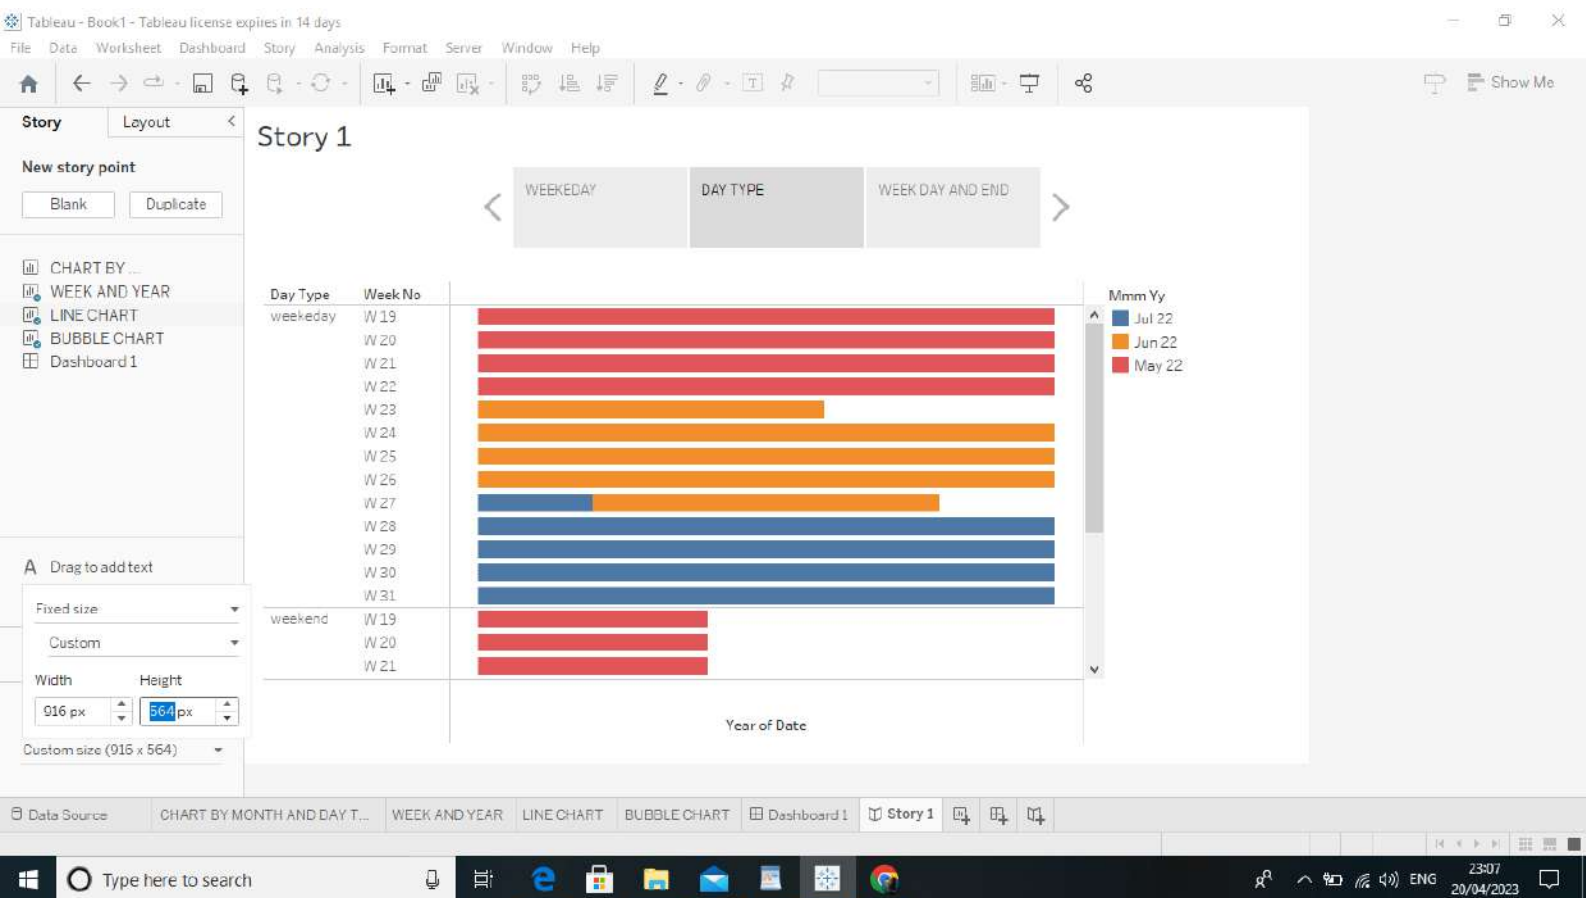 Tableau - Book1 - Tableau license expires in 14 days
File Data Worksheet Dashboard Story Analysis Format Server Window Help
Show Me
Story Layout
Story 1
New story point
Blank Duplicate
WEEKEDAY DAY TYPE WEEK DAY AND END
CHART BY ...
WEEK AND YEAR
LINE CHART
BUBBLE CHART
Dashboard 1
Day Type Week No
weekeday W 19
W 20
W 21
W 22
W 23
W 24
W 25
W 26
W 27
W 28
W 29
W 30
W 31
weekend W 19
W 20
W 21
Year of Date
Mmm Yy
Jul 22
Jun 22
May 22
A Drag to add text
Fixed size
Custom
Width Height
916 px 564 px
Custom size (916 x 564)
Data Source CHART BY MONTH AND DAY T... WEEK AND YEAR LINE CHART BUBBLE CHART Dashboard 1 Story 1
Type here to search
ENG
23:07
20/04/2023